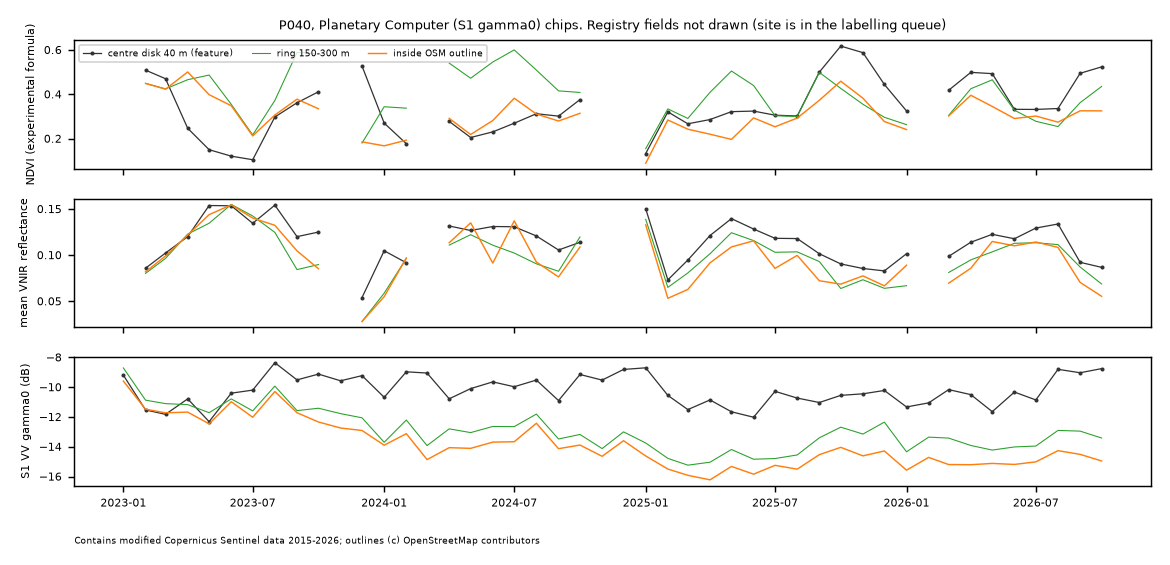 P040, Planetary Computer (S1 gamma0) chips. Registry fields not drawn (site is in the labelling queue)
NDVI (experimental formula)
0.6
0.4
0.2
centre disk 40 m (feature)
ring 150-300 m
inside OSM outline
mean VNIR reflectance
0.15
0.10
0.05
S1 VV gamma0 (dB)
−8
−10
−12
−14
−16
2023-01
2023-07
2024-01
2024-07
2025-01
2025-07
2026-01
2026-07
Contains modified Copernicus Sentinel data 2015-2026; outlines (c) OpenStreetMap contributors